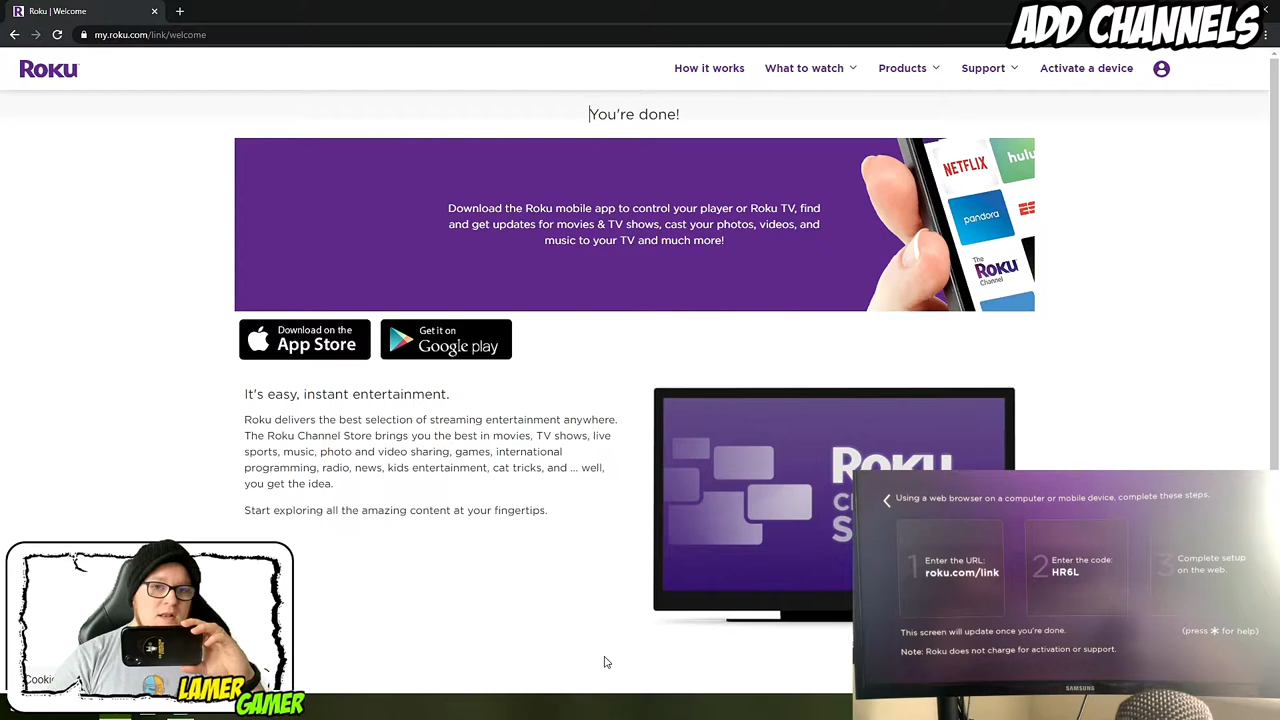 Roku | Welcome
ADD CHANNELS
my.roku.com/link/welcome
ROKU
How it works
What to watch
Products
Support
Activate a device
You're done!
Download the Roku mobile app to control your player or Roku TV, find
and get updates for movies & TV shows, cast your photos, videos, and
music to your TV and much more!
NETFLIX
hulu
pandora
The
ROKU
Channel
Download on the
App Store
Get it on
Google play
It's easy, instant entertainment.
Roku delivers the best selection of streaming entertainment anywhere.
The Roku Channel Store brings you the best in movies, TV shows, live
sports, music, photo and video sharing, games, international
programming, radio, news, kids entertainment, cat tricks, and ... well,
you get the idea.
Start exploring all the amazing content at your fingertips.
ROKU
Using a web browser on a computer or mobile device, complete these steps.
1 Enter the URL:
roku.com/link
2 Enter the code:
HR6L
3 Complete setup
on the web.
This screen will update once you're done.
(press * for help)
Note: Roku does not charge for activation or support.
SAMSUNG
LAMER
GAMER